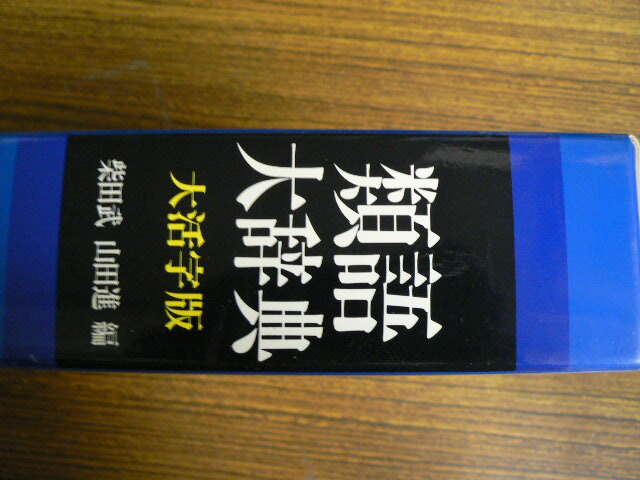 類語
大辞典
大活字版
柴田武 山田進 編